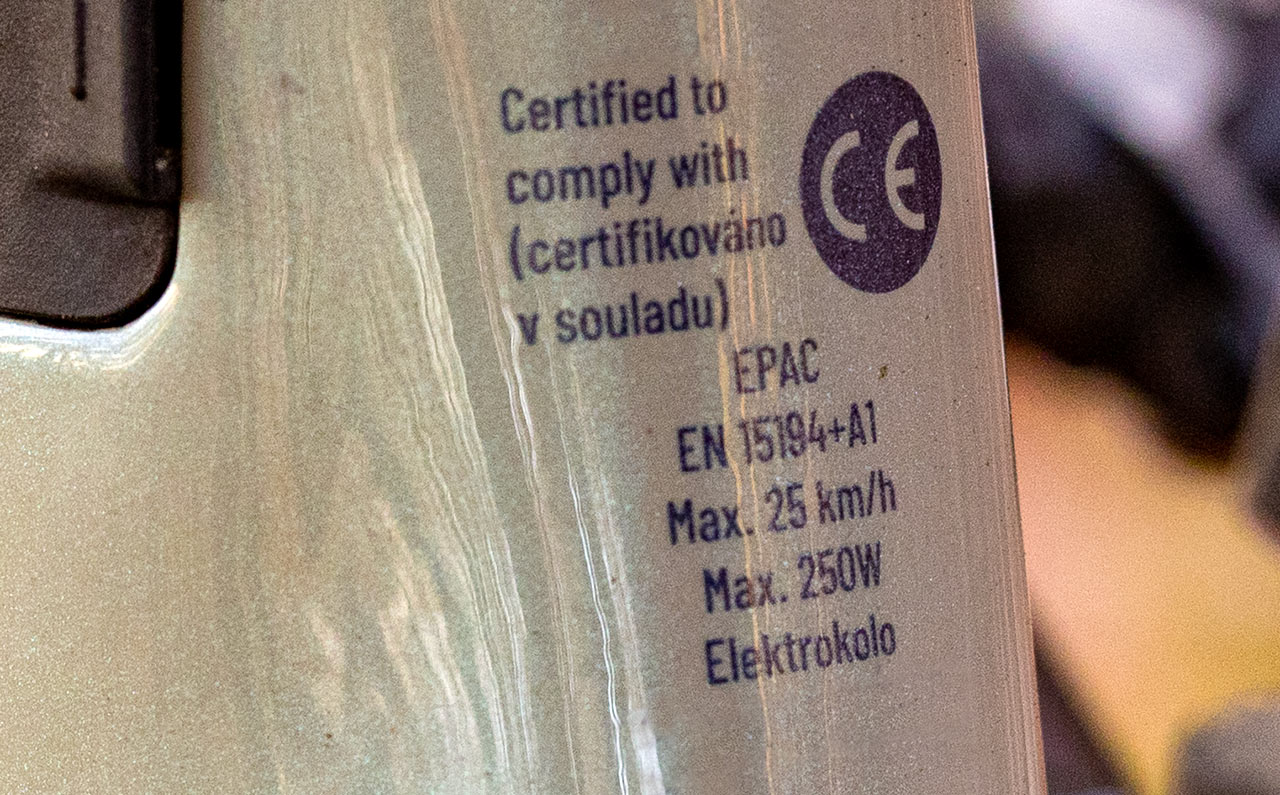 Certified to
comply with
(certifikováno
v souladu)
CE
EPAC
EN 15194+A1
Max. 25 km/h
Max. 250W
Elektrokolo